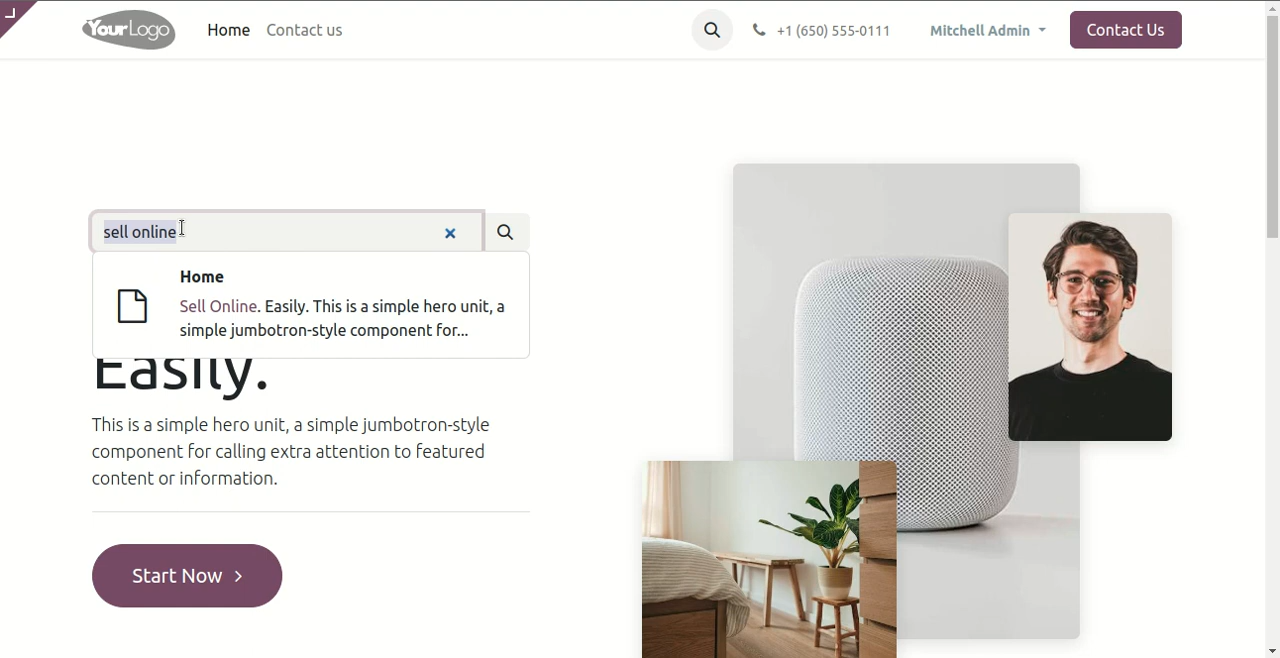 YourLogo
Home
Contact us
+1 (650) 555-0111
Mitchell Admin
Contact Us
sell online
Home
Sell Online. Easily. This is a simple hero unit, a
simple jumbotron-style component for...
Easily.
This is a simple hero unit, a simple jumbotron-style
component for calling extra attention to featured
content or information.
Start Now